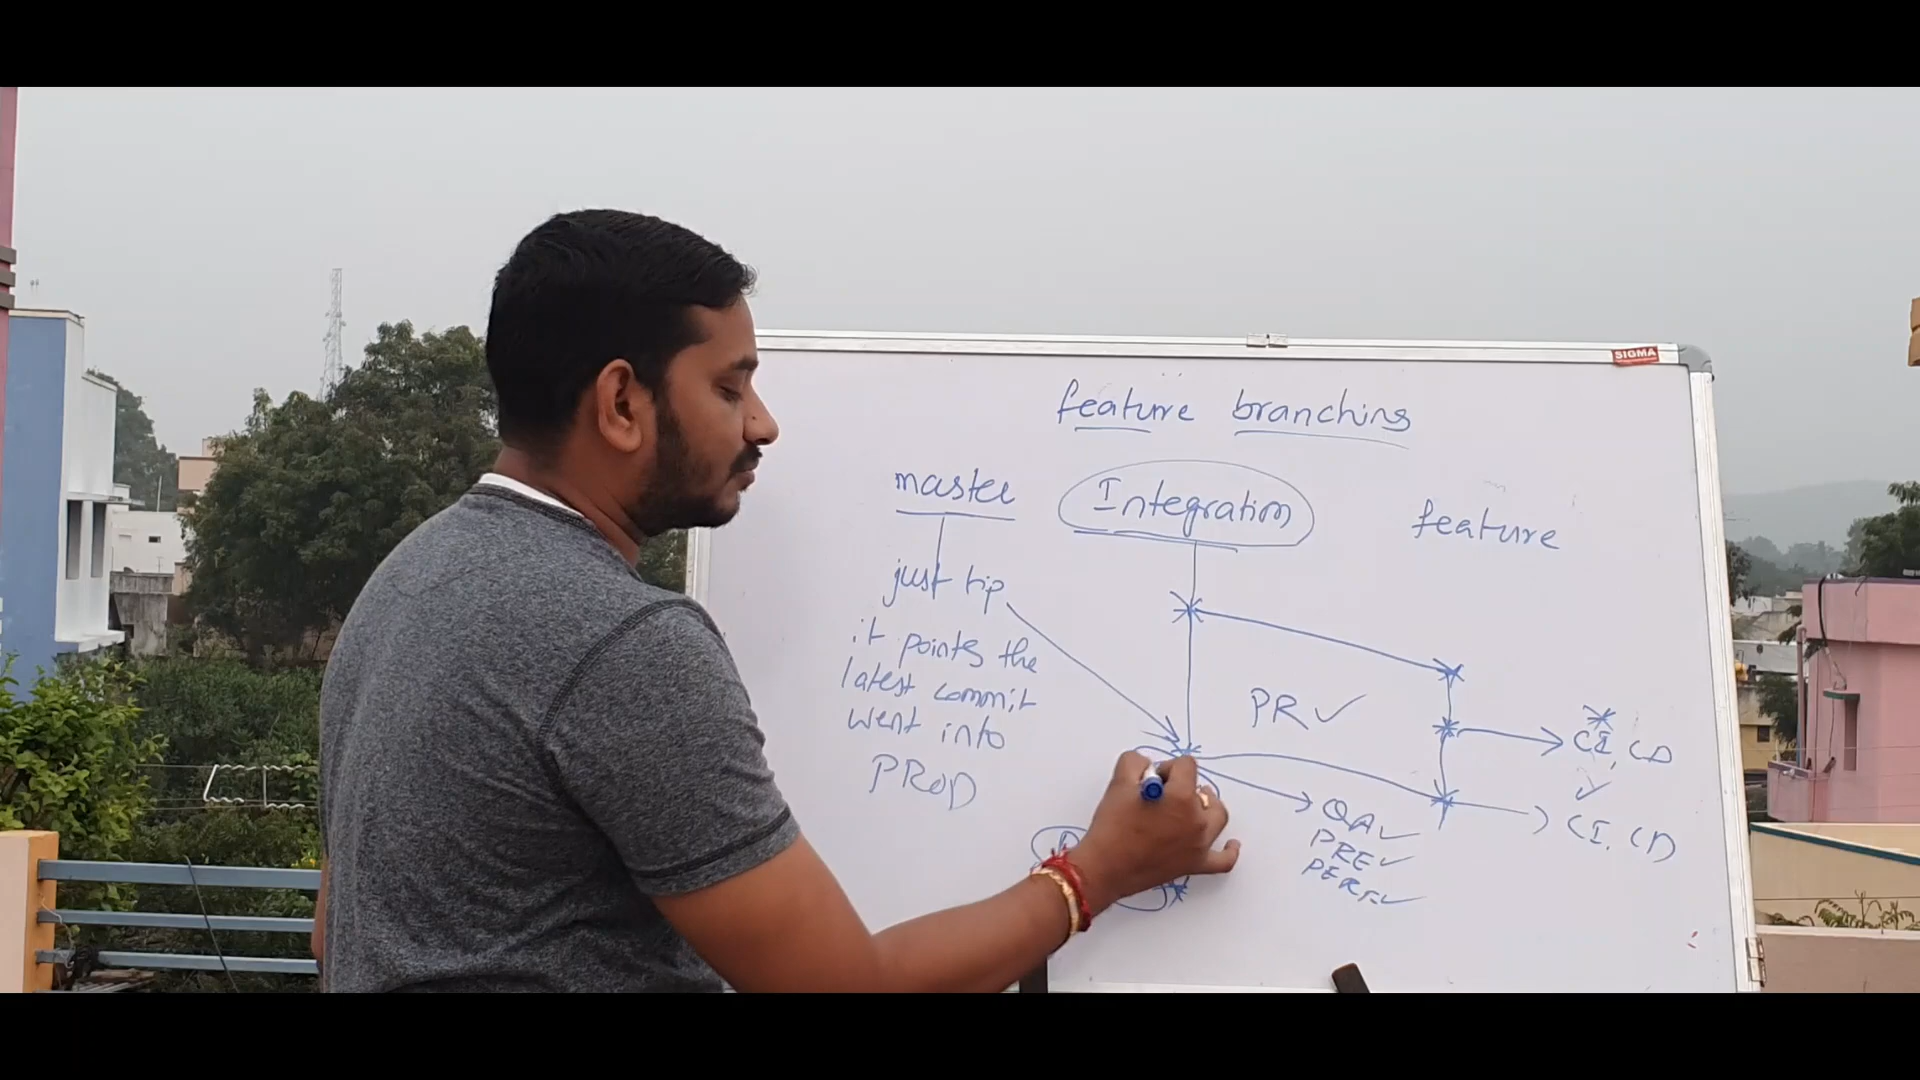 SIGMA
feature branching
master
Integration
feature
just tip
it points the
latest commit
went into
PROD
PR ✓
CI, CD
CI, CD
QA ✓
PRE ✓
PERF ✓